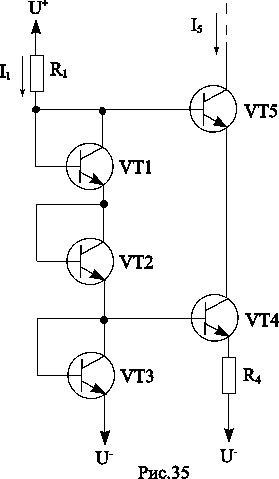 U⁺
I₅
I₁
R₁
VT5
VT1
VT2
VT4
VT3
R₄
U⁻
U⁻
Рис.35